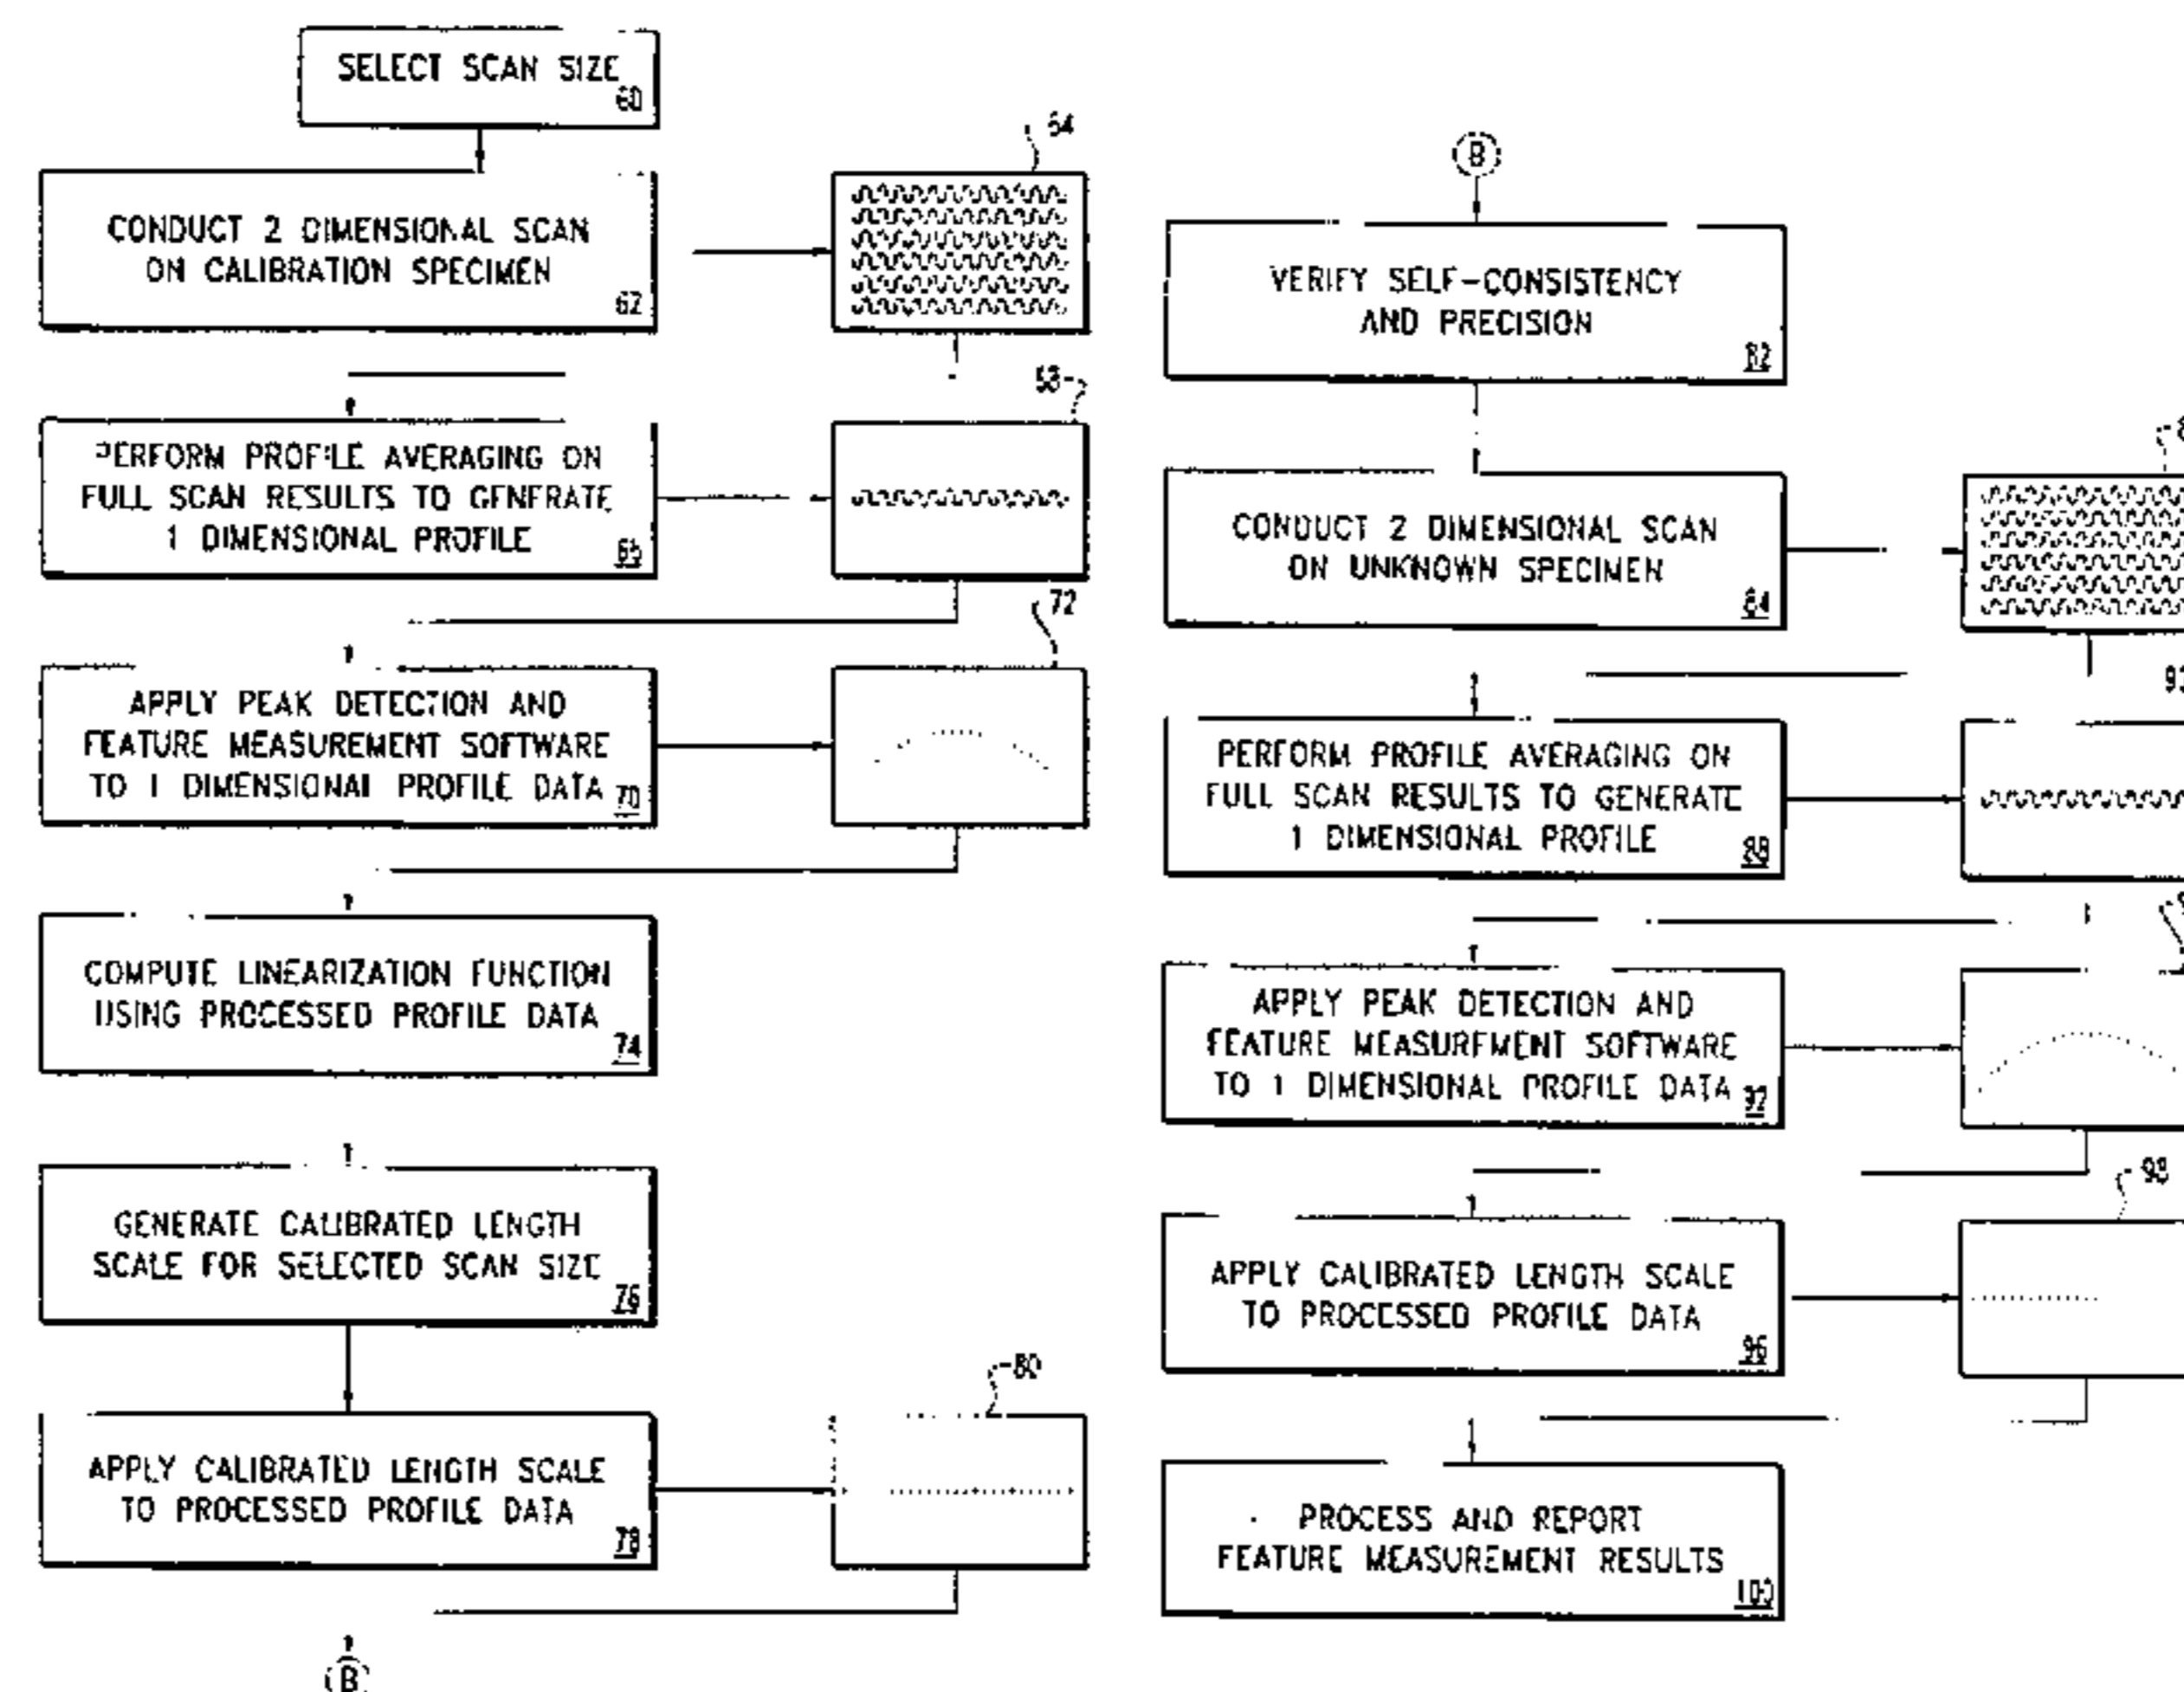 SELECT SCAN SIZE
60
64
CONDUCT 2 DIMENSIONAL SCAN
ON CALIBRATION SPECIMEN
62
PERFORM PROFILE AVERAGING ON
FULL SCAN RESULTS TO GENERATE
1 DIMENSIONAL PROFILE
72
APPLY PEAK DETECTION AND
FEATURE MEASUREMENT SOFTWARE
TO 1 DIMENSIONAL PROFILE DATA
70
COMPUTE LINEARIZATION FUNCTION
USING PROCESSED PROFILE DATA
74
GENERATE CALIBRATED LENGTH
SCALE FOR SELECTED SCAN SIZE
76
80
APPLY CALIBRATED LENGTH SCALE
TO PROCESSED PROFILE DATA
78
B
B
VERIFY SELF-CONSISTENCY
AND PRECISION
82
CONDUCT 2 DIMENSIONAL SCAN
ON UNKNOWN SPECIMEN
84
PERFORM PROFILE AVERAGING ON
FULL SCAN RESULTS TO GENERATE
1 DIMENSIONAL PROFILE
88
APPLY PEAK DETECTION AND
FEATURE MEASUREMENT SOFTWARE
TO 1 DIMENSIONAL PROFILE DATA
92
98
APPLY CALIBRATED LENGTH SCALE
TO PROCESSED PROFILE DATA
96
PROCESS AND REPORT
FEATURE MEASUREMENT RESULTS
100